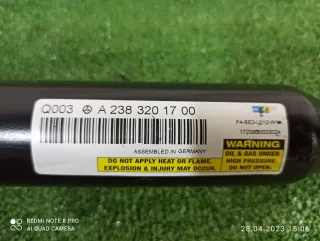 Q003 A 238 320 17 00
ASSEMBLED IN GERMANY
DO NOT APPLY HEAT OR FLAME,
EXPLOSION & INJURY MAY OCCUR.
WARNING
OIL & GAS UNDER
HIGH PRESSURE.
DO NOT OPEN.
REDMI NOTE 8 PRO
AI QUAD CAMERA
28.04.2023 15:06